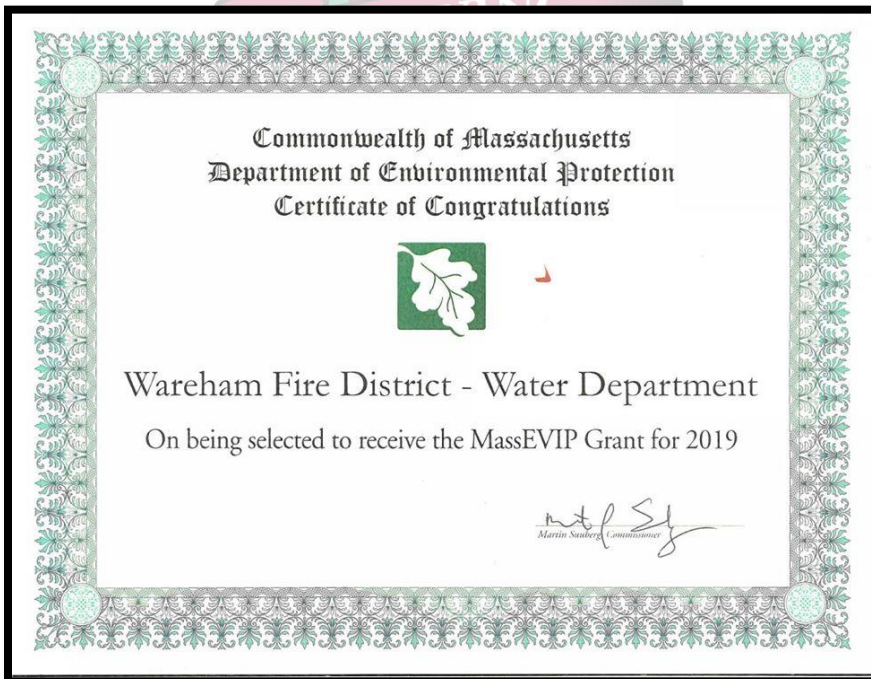 Commonwealth of Massachusetts
Department of Environmental Protection
Certificate of Congratulations
Wareham Fire District - Water Department
On being selected to receive the MassEVIP Grant for 2019
Martin Suuberg, Commissioner